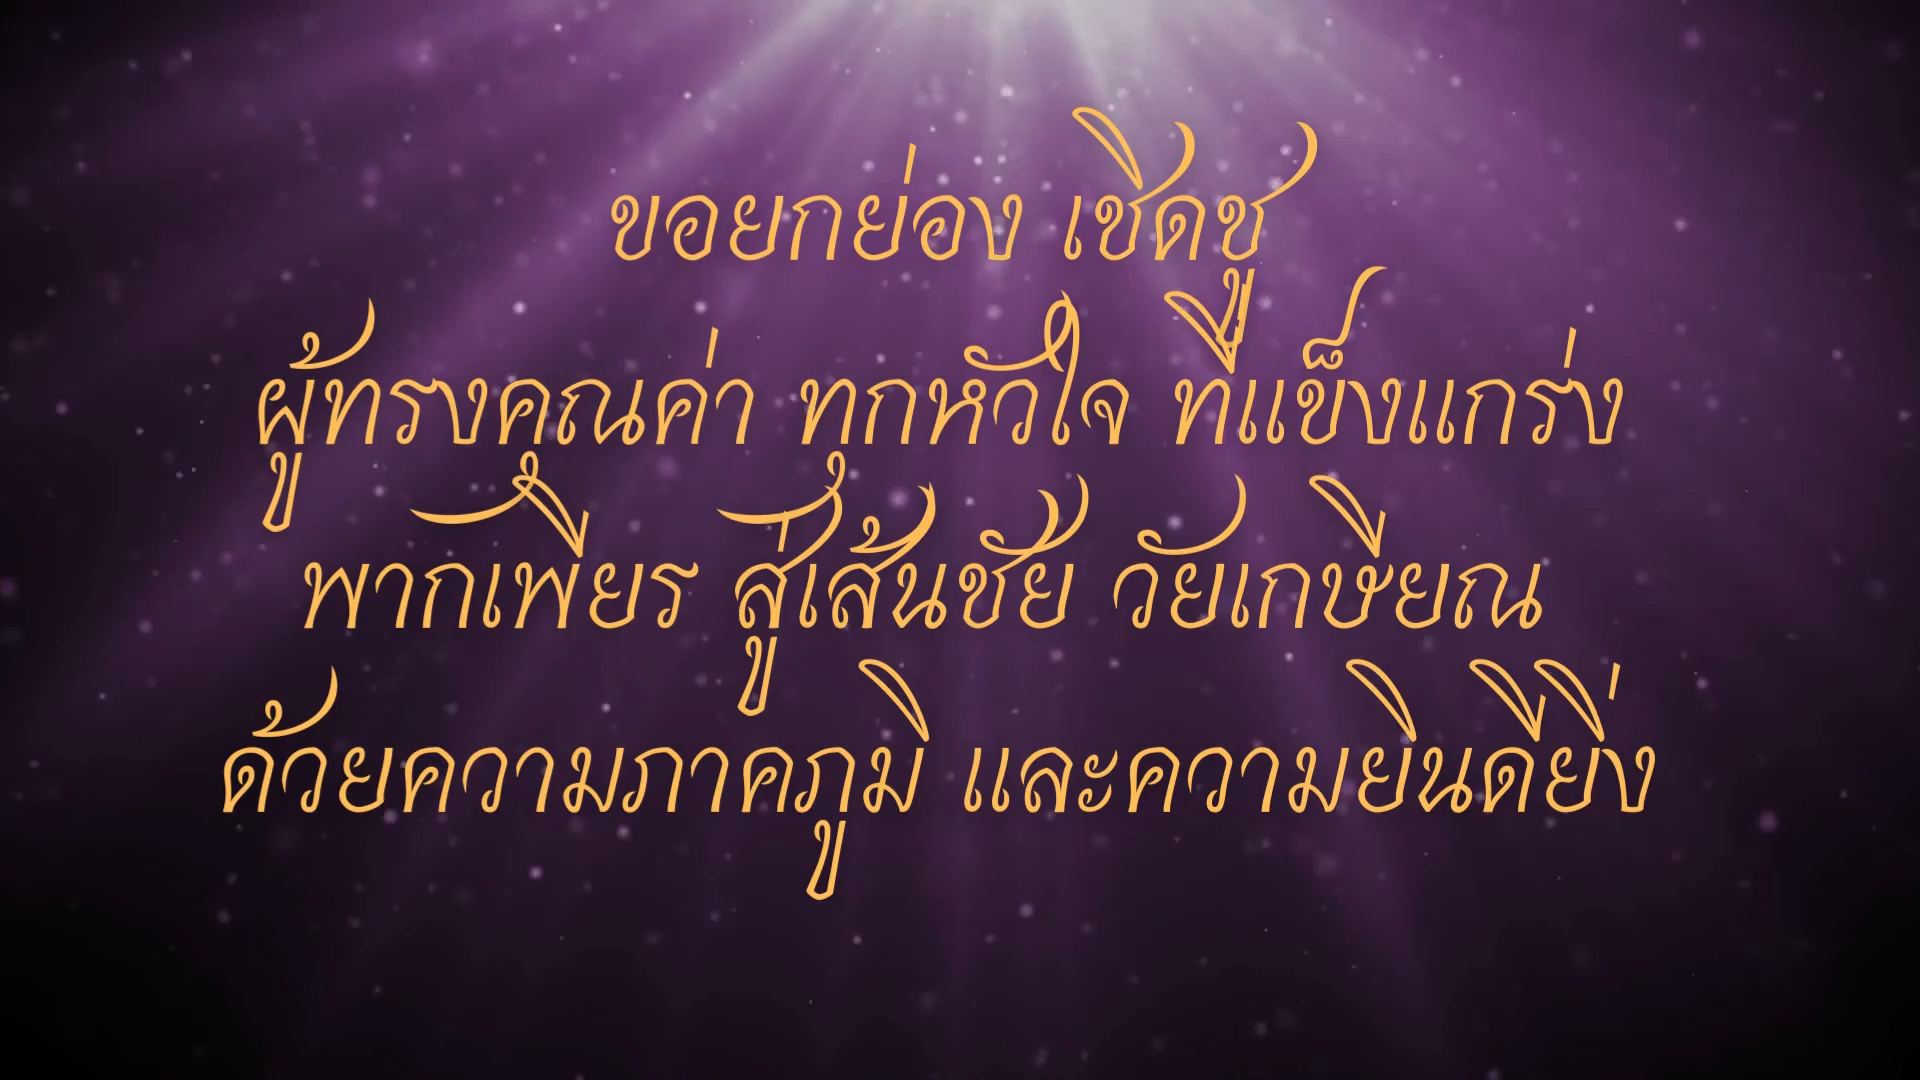 ขอยกย่อง เชิดชู
ผู้ทรงคุณค่า ทุกหัวใจ ที่แข็งแกร่ง
พากเพียร สู่เส้นชัย วัยเกษียณ
ด้วยความภาคภูมิ และความยินดียิ่ง